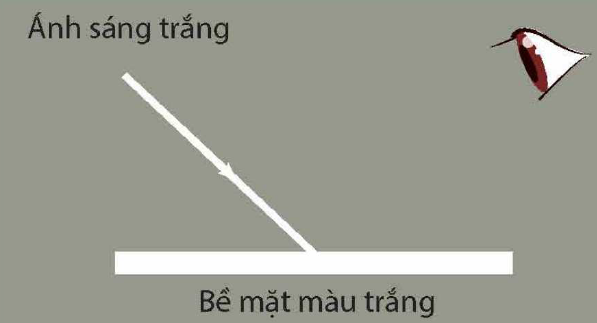 Ánh sáng trắng
Bề mặt màu trắng